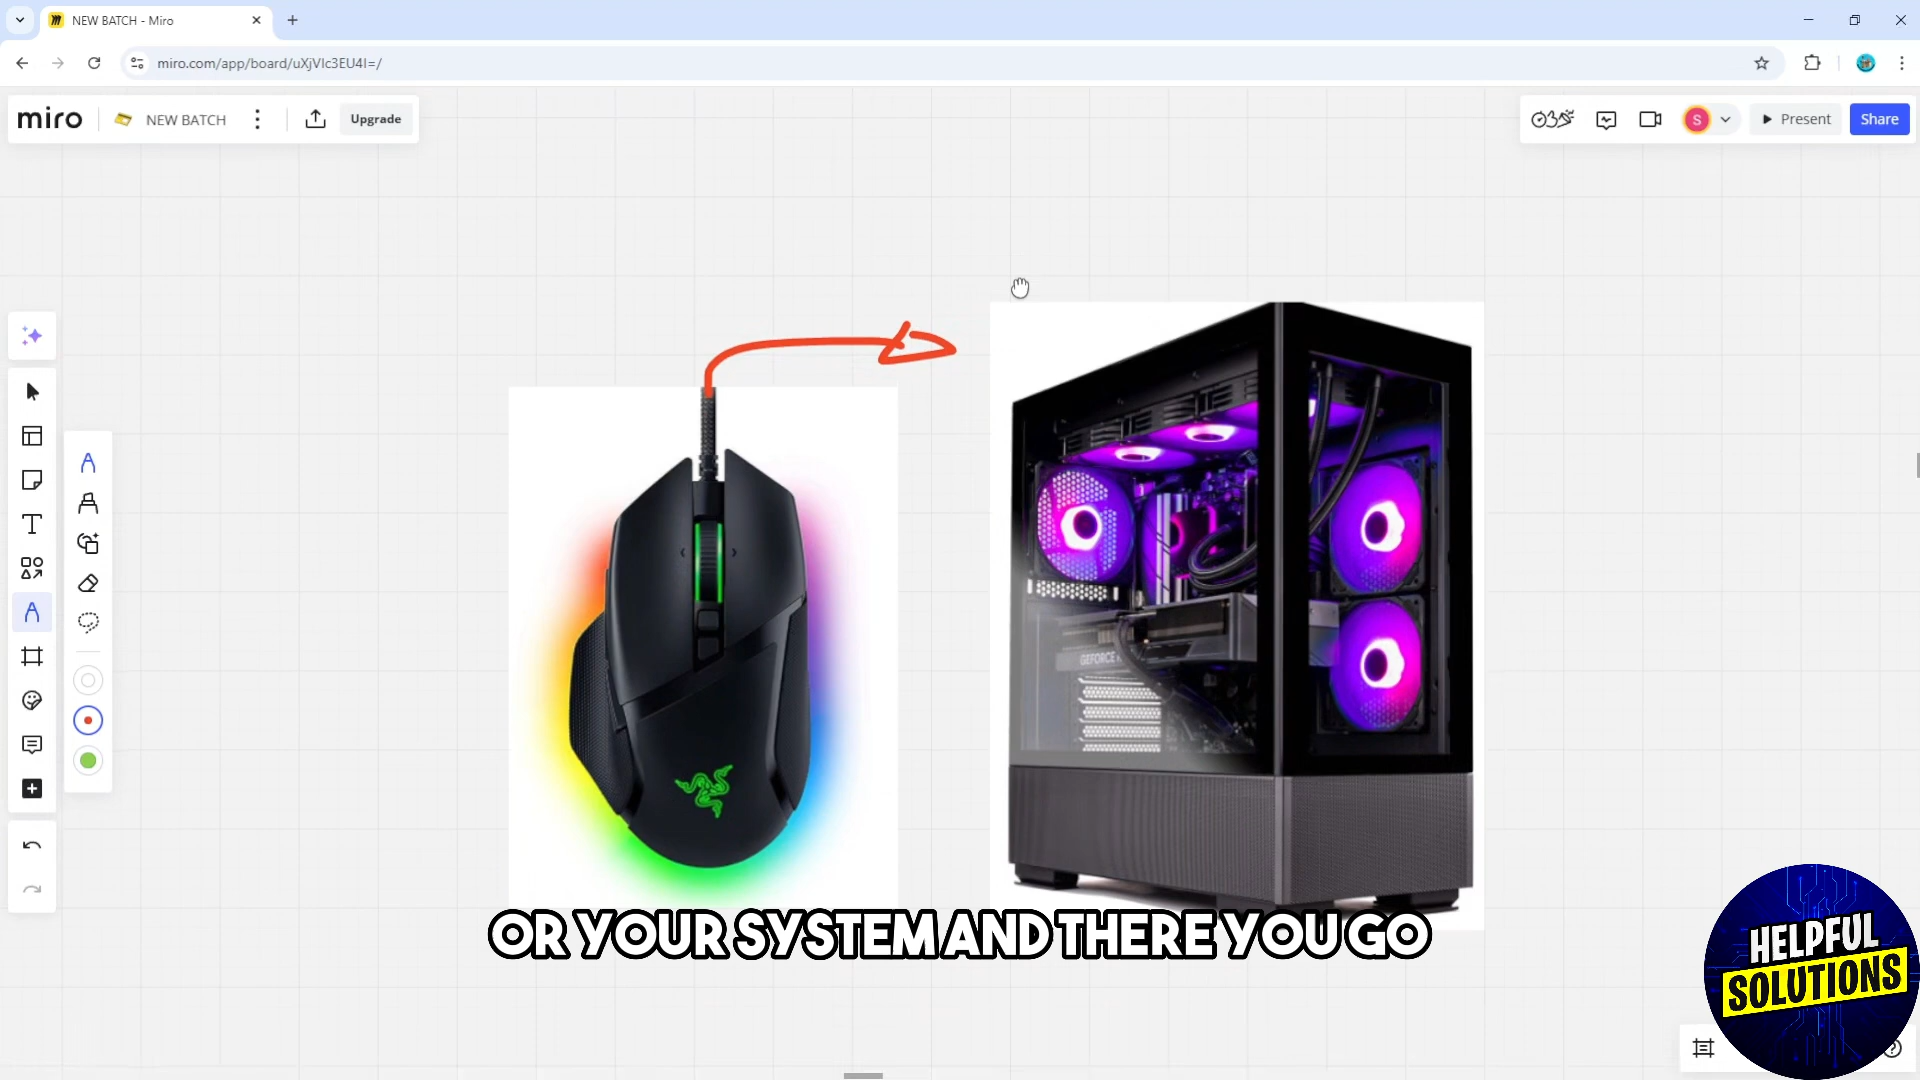 NEW BATCH - Miro
miro.com/app/board/uXjVIc3EU4I=/
miro
NEW BATCH
Upgrade
S
Present
Share
GEFORCE
OR YOUR SYSTEM AND THERE YOU GO
HELPFUL
SOLUTIONS